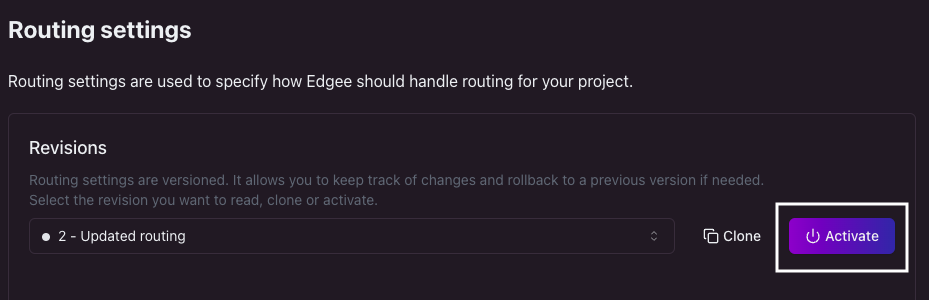 Routing settings
Routing settings are used to specify how Edgee should handle routing for your project.
Revisions
Routing settings are versioned. It allows you to keep track of changes and rollback to a previous version if needed.
Select the revision you want to read, clone or activate.
2 - Updated routing
Clone
Activate